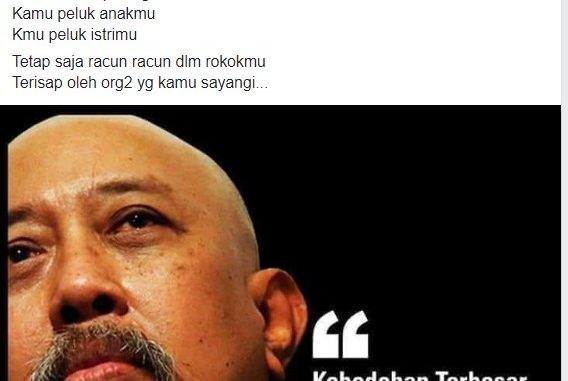 Kamu peluk anakmu
Kmu peluk istrimu
Tetap saja racun racun dlm rokokmu
Terisap oleh org2 yg kamu sayangi...
“
Kebodohan Terbesar